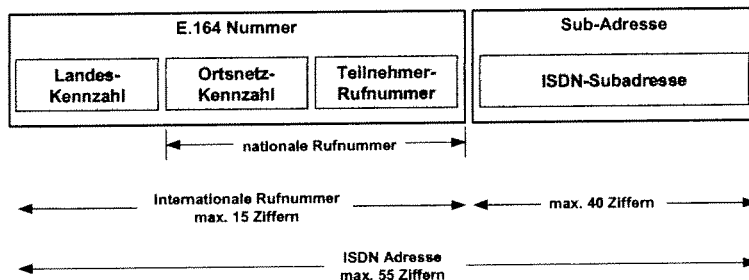 E.164 Nummer
Sub-Adresse
Landes-
Kennzahl
Ortsnetz-
Kennzahl
Teilnehmer-
Rufnummer
ISDN-Subadresse
nationale Rufnummer
Internationale Rufnummer
max. 15 Ziffern
max. 40 Ziffern
ISDN Adresse
max. 55 Ziffern